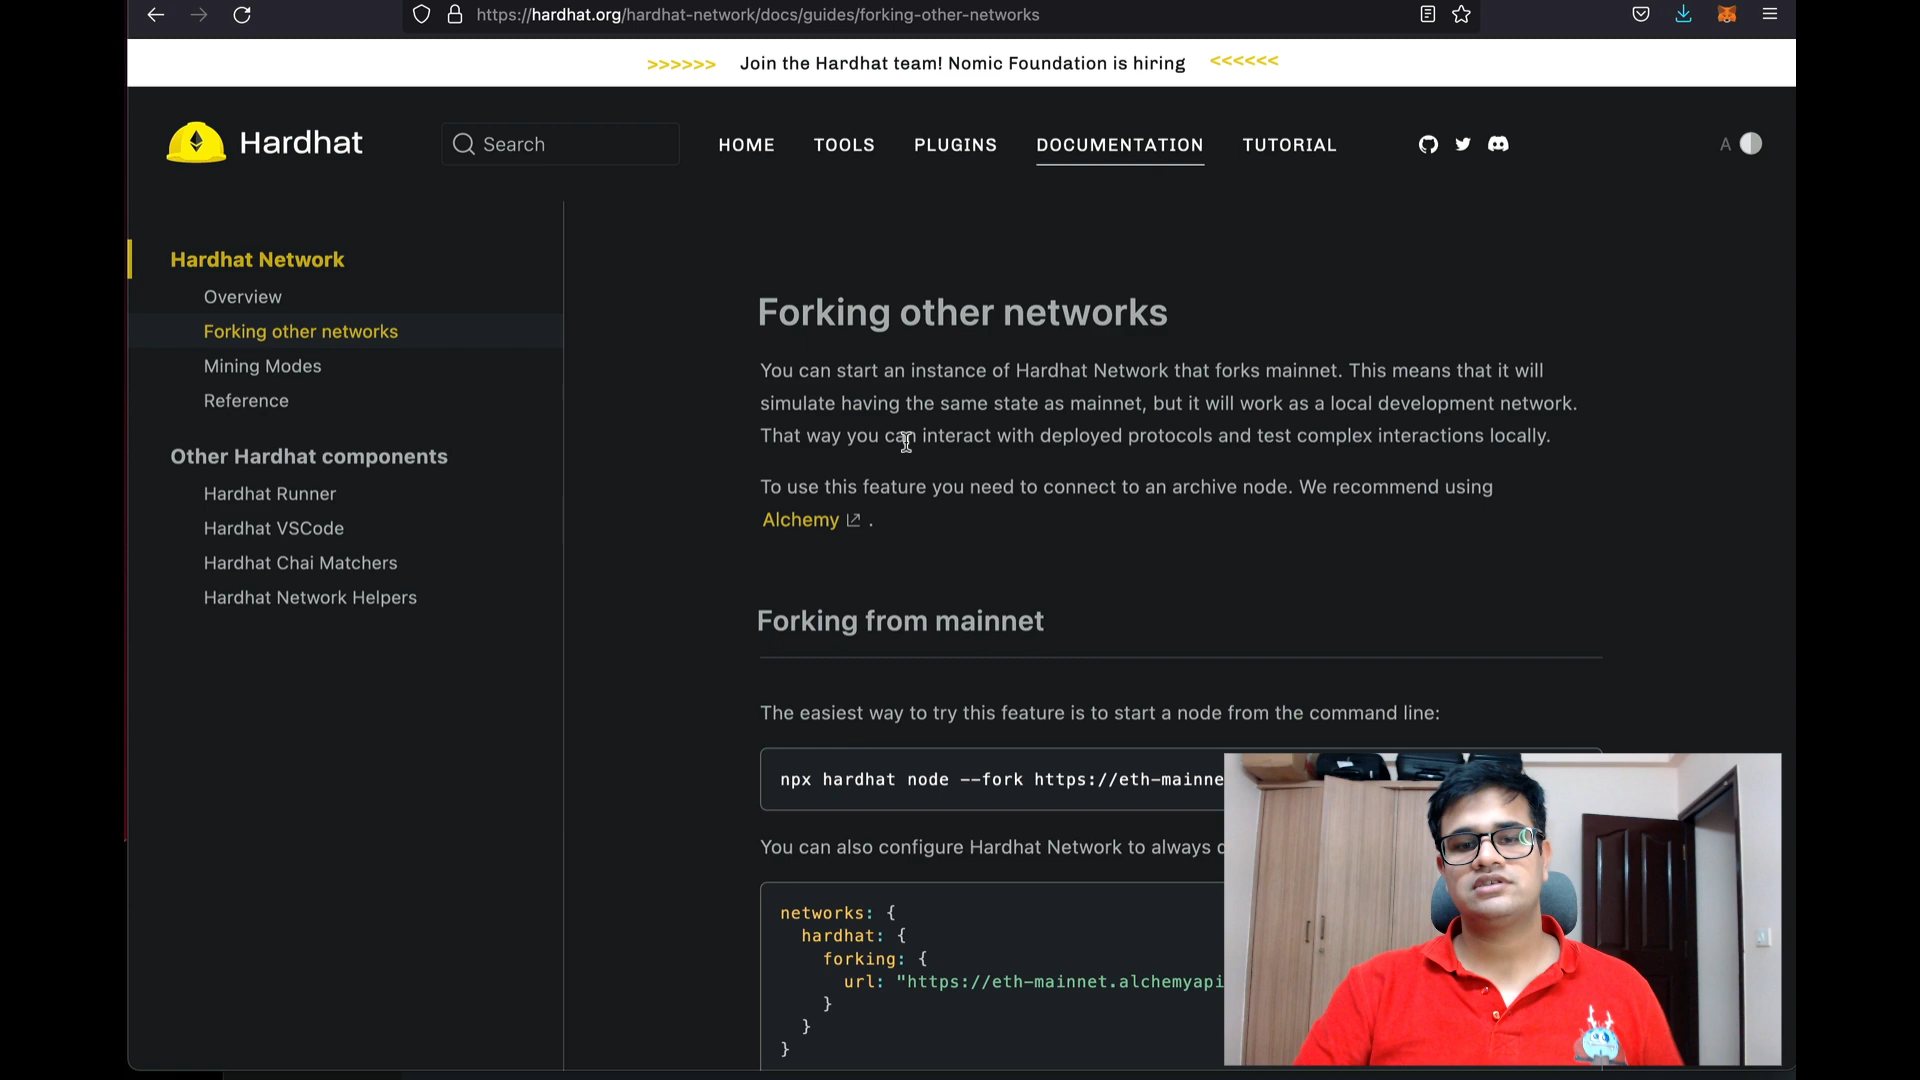 https://hardhat.org/hardhat-network/docs/guides/forking-other-networks
>>>>>> Join the Hardhat team! Nomic Foundation is hiring <<<<<<
Hardhat
Search
HOME
TOOLS
PLUGINS
DOCUMENTATION
TUTORIAL
A
Hardhat Network
Overview
Forking other networks
Mining Modes
Reference
Other Hardhat components
Hardhat Runner
Hardhat VSCode
Hardhat Chai Matchers
Hardhat Network Helpers
Forking other networks
You can start an instance of Hardhat Network that forks mainnet. This means that it will
simulate having the same state as mainnet, but it will work as a local development network.
That way you can interact with deployed protocols and test complex interactions locally.
To use this feature you need to connect to an archive node. We recommend using
Alchemy .
Forking from mainnet
The easiest way to try this feature is to start a node from the command line:
npx hardhat node --fork https://eth-mainne
You can also configure Hardhat Network to always
networks: {
hardhat: {
forking: {
url: "https://eth-mainnet.alchemyapi
}
}
}